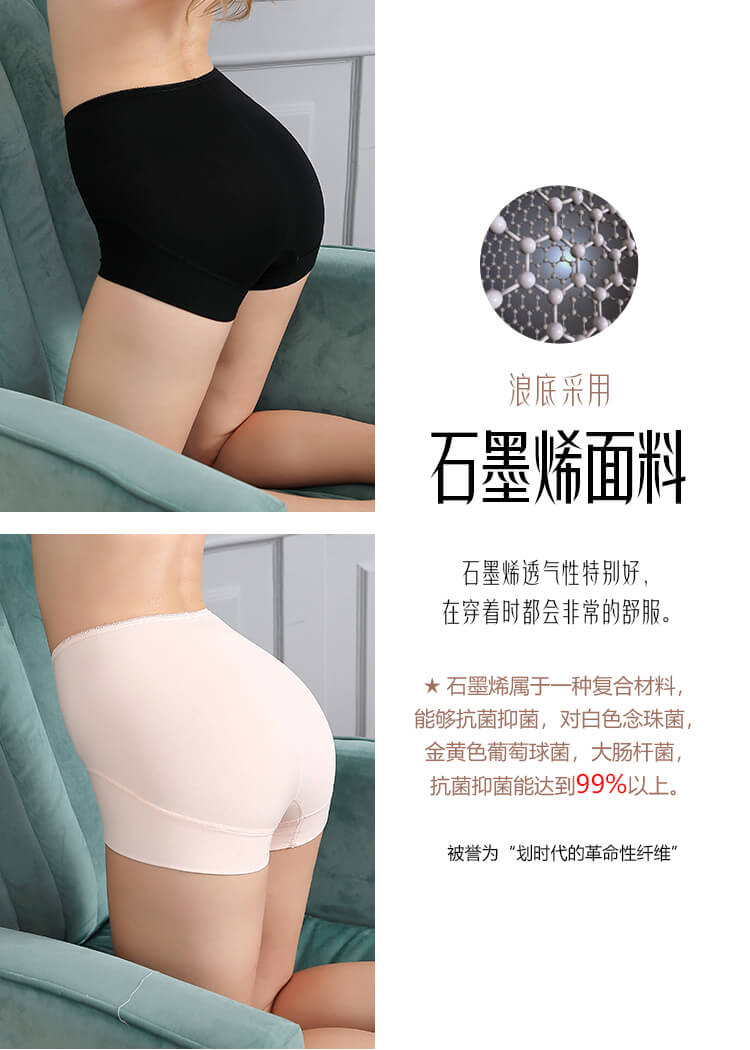 浪底采用
石墨烯面料
石墨烯透气性特别好，
在穿着时都会非常的舒服。
★ 石墨烯属于一种复合材料，
能够抗菌抑菌，对白色念珠菌，
金黄色葡萄球菌，大肠杆菌，
抗菌抑菌能达到99%以上。
被誉为“划时代的革命性纤维”